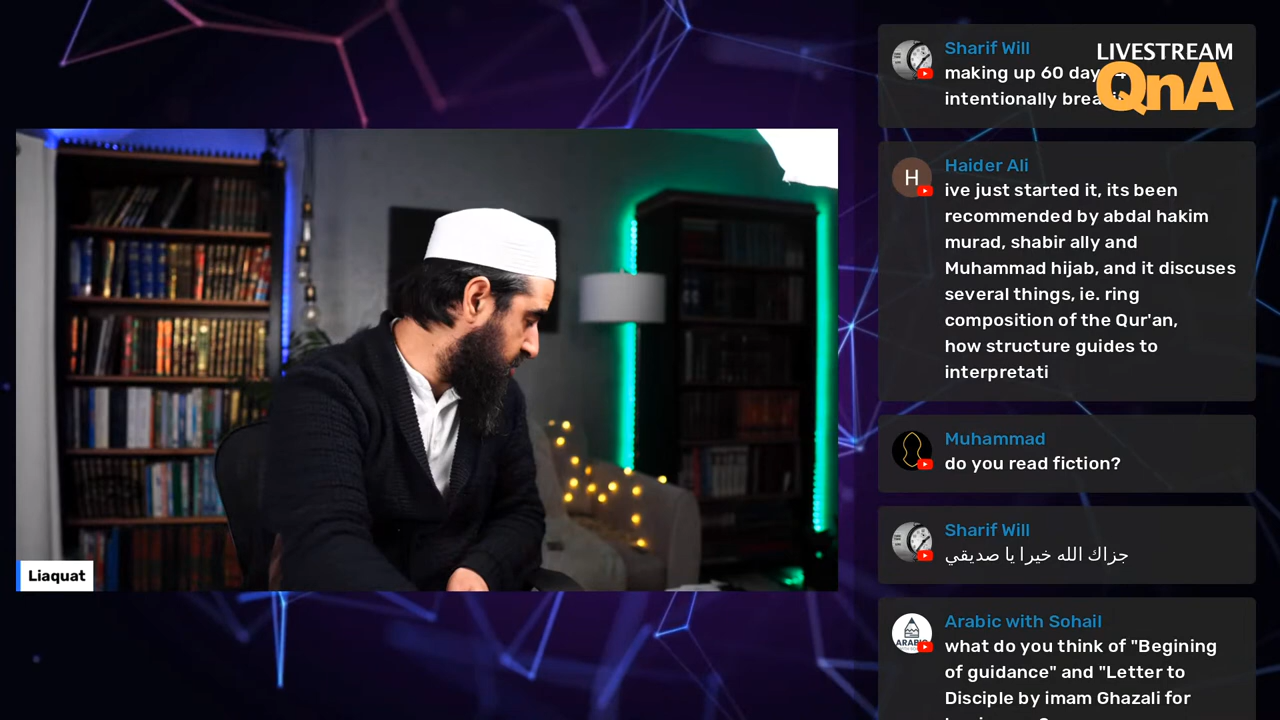 Sharif Will
making up 60 day
intentionally brea
LIVESTREAM
QnA
Haider Ali
H
ive just started it, its been
recommended by abdal hakim
murad, shabir ally and
Muhammad hijab, and it discuses
several things, ie. ring
composition of the Qur'an,
how structure guides to
interpretati
Muhammad
do you read fiction?
Sharif Will
جزاك الله خيرا يا صديقي
Arabic with Sohail
what do you think of "Begining
of guidance" and "Letter to
Disciple by imam Ghazali for
Liaquat